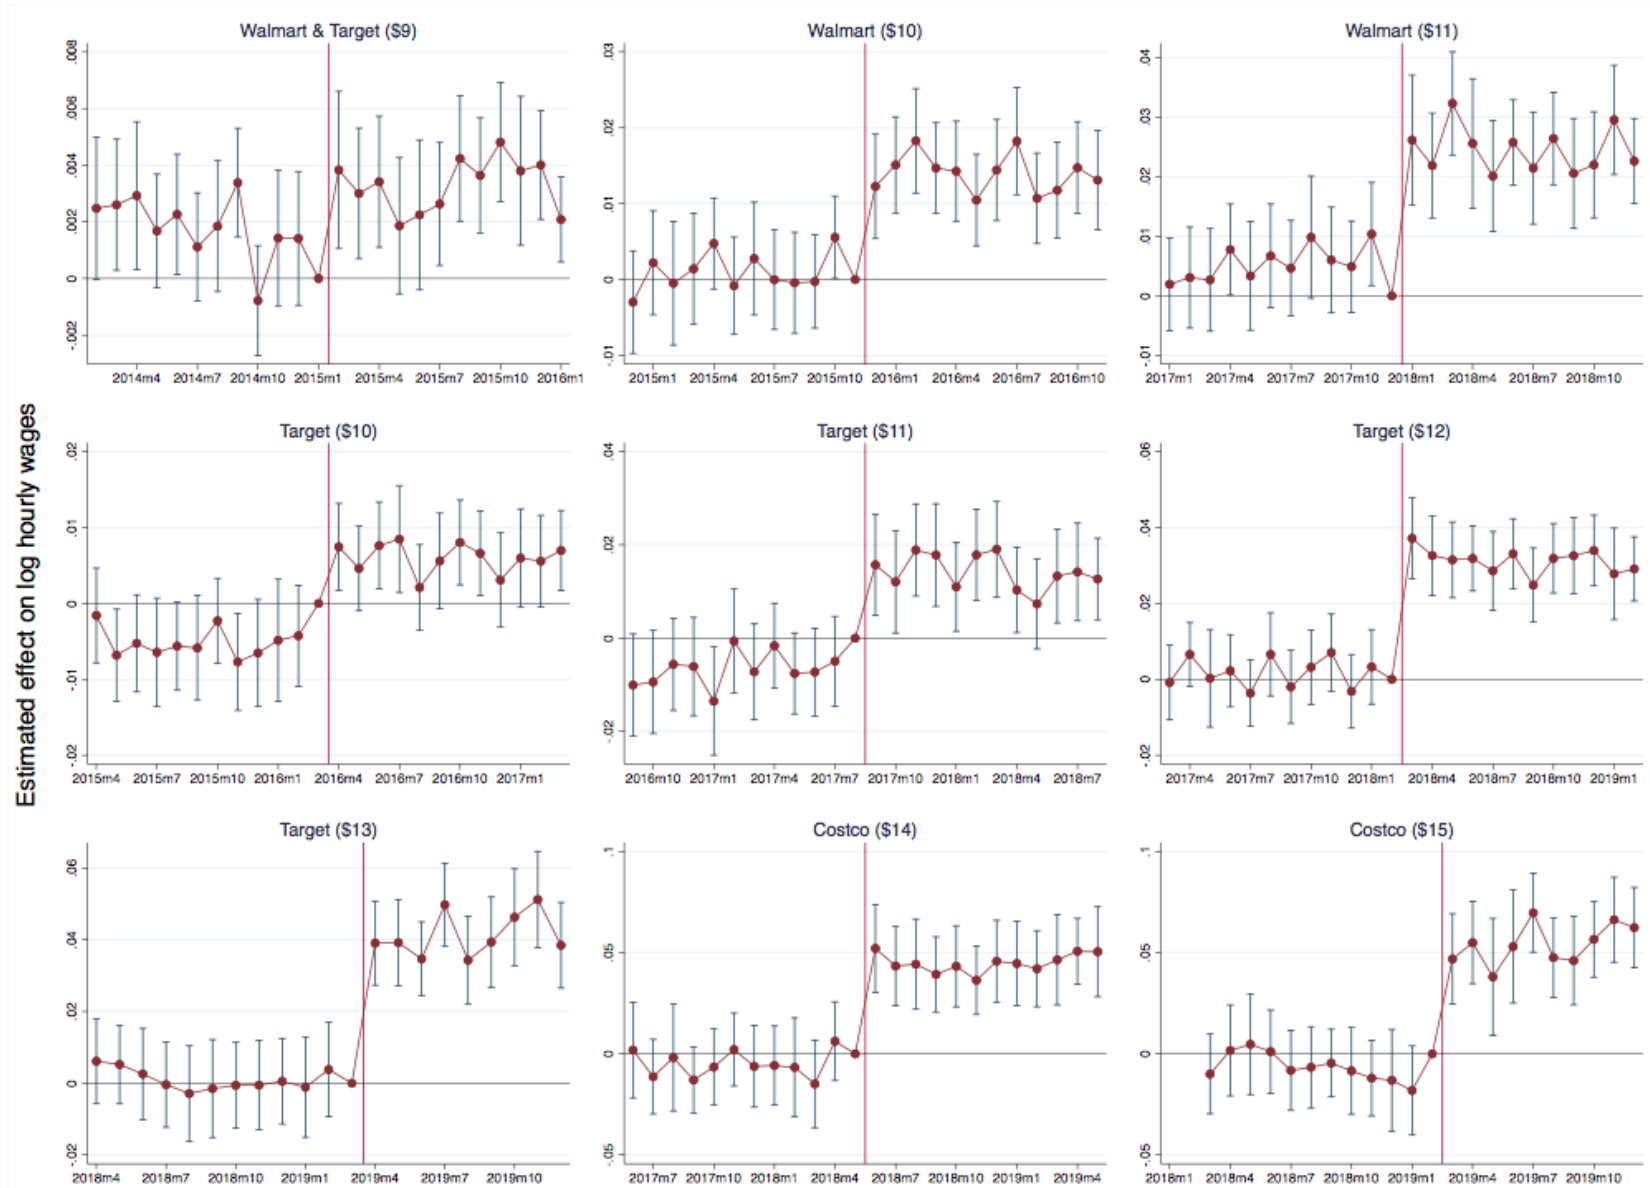 Estimated effect on log hourly wages
Walmart & Target ($9)
.008
.006
.004
.002
0
-.002
2014m4 2014m7 2014m10 2015m1 2015m4 2015m7 2015m10 2016m1
Walmart ($10)
.03
.02
.01
0
-.01
2015m1 2015m4 2015m7 2015m10 2016m1 2016m4 2016m7 2016m10
Walmart ($11)
.04
.03
.02
.01
0
-.01
2017m1 2017m4 2017m7 2017m10 2018m1 2018m4 2018m7 2018m10
Target ($10)
.02
.01
0
-.01
-.02
2015m4 2015m7 2015m10 2016m1 2016m4 2016m7 2016m10 2017m1
Target ($11)
.04
.02
0
-.02
2016m10 2017m1 2017m4 2017m7 2017m10 2018m1 2018m4 2018m7
Target ($12)
.06
.04
.02
0
-.02
2017m4 2017m7 2017m10 2018m1 2018m4 2018m7 2018m10 2019m1
Target ($13)
.06
.04
.02
0
-.02
2018m4 2018m7 2018m10 2019m1 2019m4 2019m7 2019m10
Costco ($14)
.1
.05
0
-.05
2017m7 2017m10 2018m1 2018m4 2018m7 2018m10 2019m1 2019m4
Costco ($15)
.1
.05
0
-.05
2018m1 2018m4 2018m7 2018m10 2019m1 2019m4 2019m7 2019m10